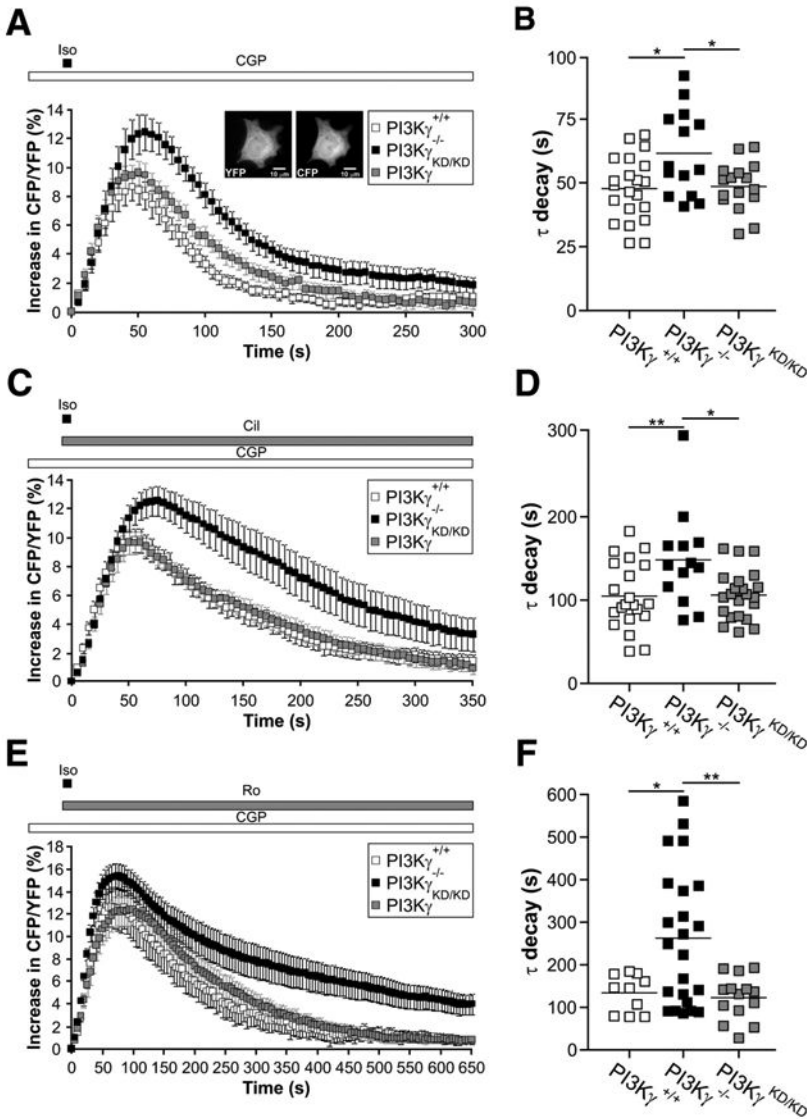 A
Iso
CGP
Increase in CFP/YFP (%)
14
12
10
8
6
4
2
0
YFP 10 μm
CFP 10 μm
PI3Kγ+/+
PI3Kγ-/-
PI3KγKD/KD
0 50 100 150 200 250 300
Time (s)
B
* *
τ decay (s)
100
75
50
25
0
PI3Kγ+/+
PI3Kγ-/-
PI3KγKD/KD
C
Iso
Cil
CGP
Increase in CFP/YFP (%)
14
12
10
8
6
4
2
0
PI3Kγ+/+
PI3Kγ-/-
PI3KγKD/KD
0 50 100 150 200 250 300 350
Time (s)
D
** *
τ decay (s)
300
200
100
0
PI3Kγ+/+
PI3Kγ-/-
PI3KγKD/KD
E
Iso
Ro
CGP
Increase in CFP/YFP (%)
18
16
14
12
10
8
6
4
2
0
PI3Kγ+/+
PI3Kγ-/-
PI3KγKD/KD
0 50 100 150 200 250 300 350 400 450 500 550 600 650
Time (s)
F
* **
τ decay (s)
600
500
400
300
200
100
0
PI3Kγ+/+
PI3Kγ-/-
PI3KγKD/KD